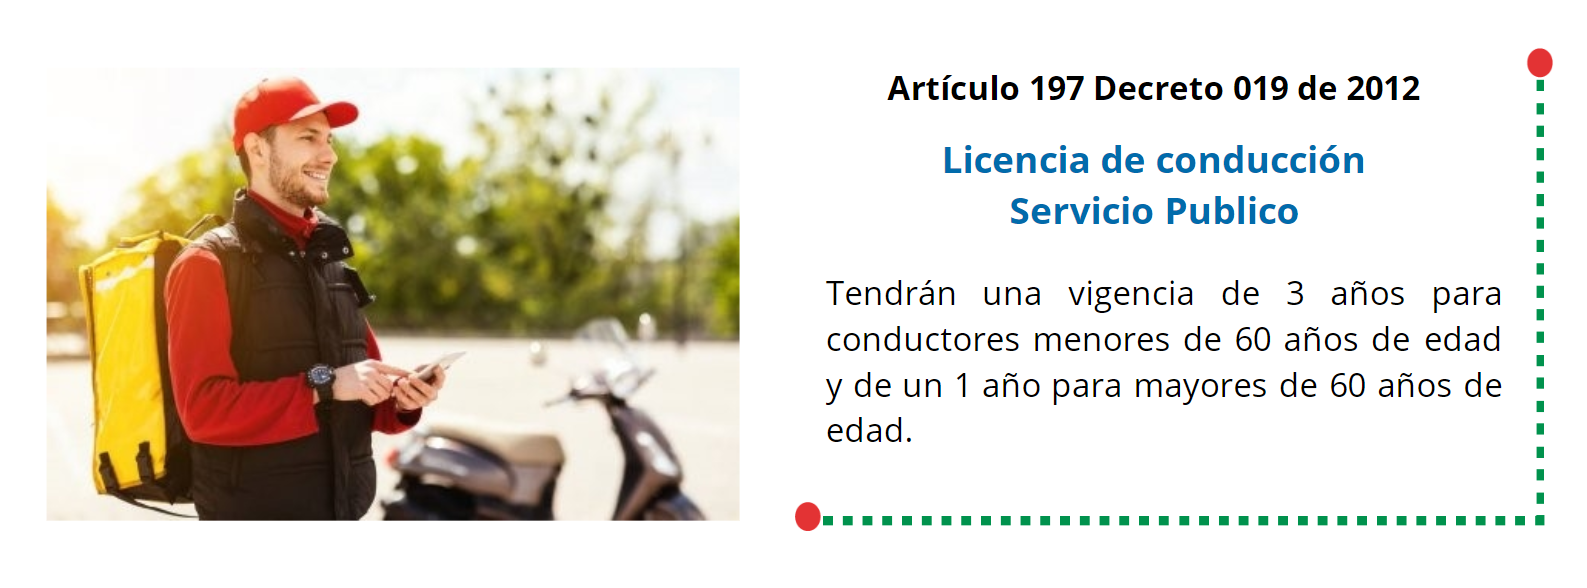 Artículo 197 Decreto 019 de 2012
Licencia de conducción
Servicio Publico
Tendrán una vigencia de 3 años para
conductores menores de 60 años de edad
y de un 1 año para mayores de 60 años de
edad.